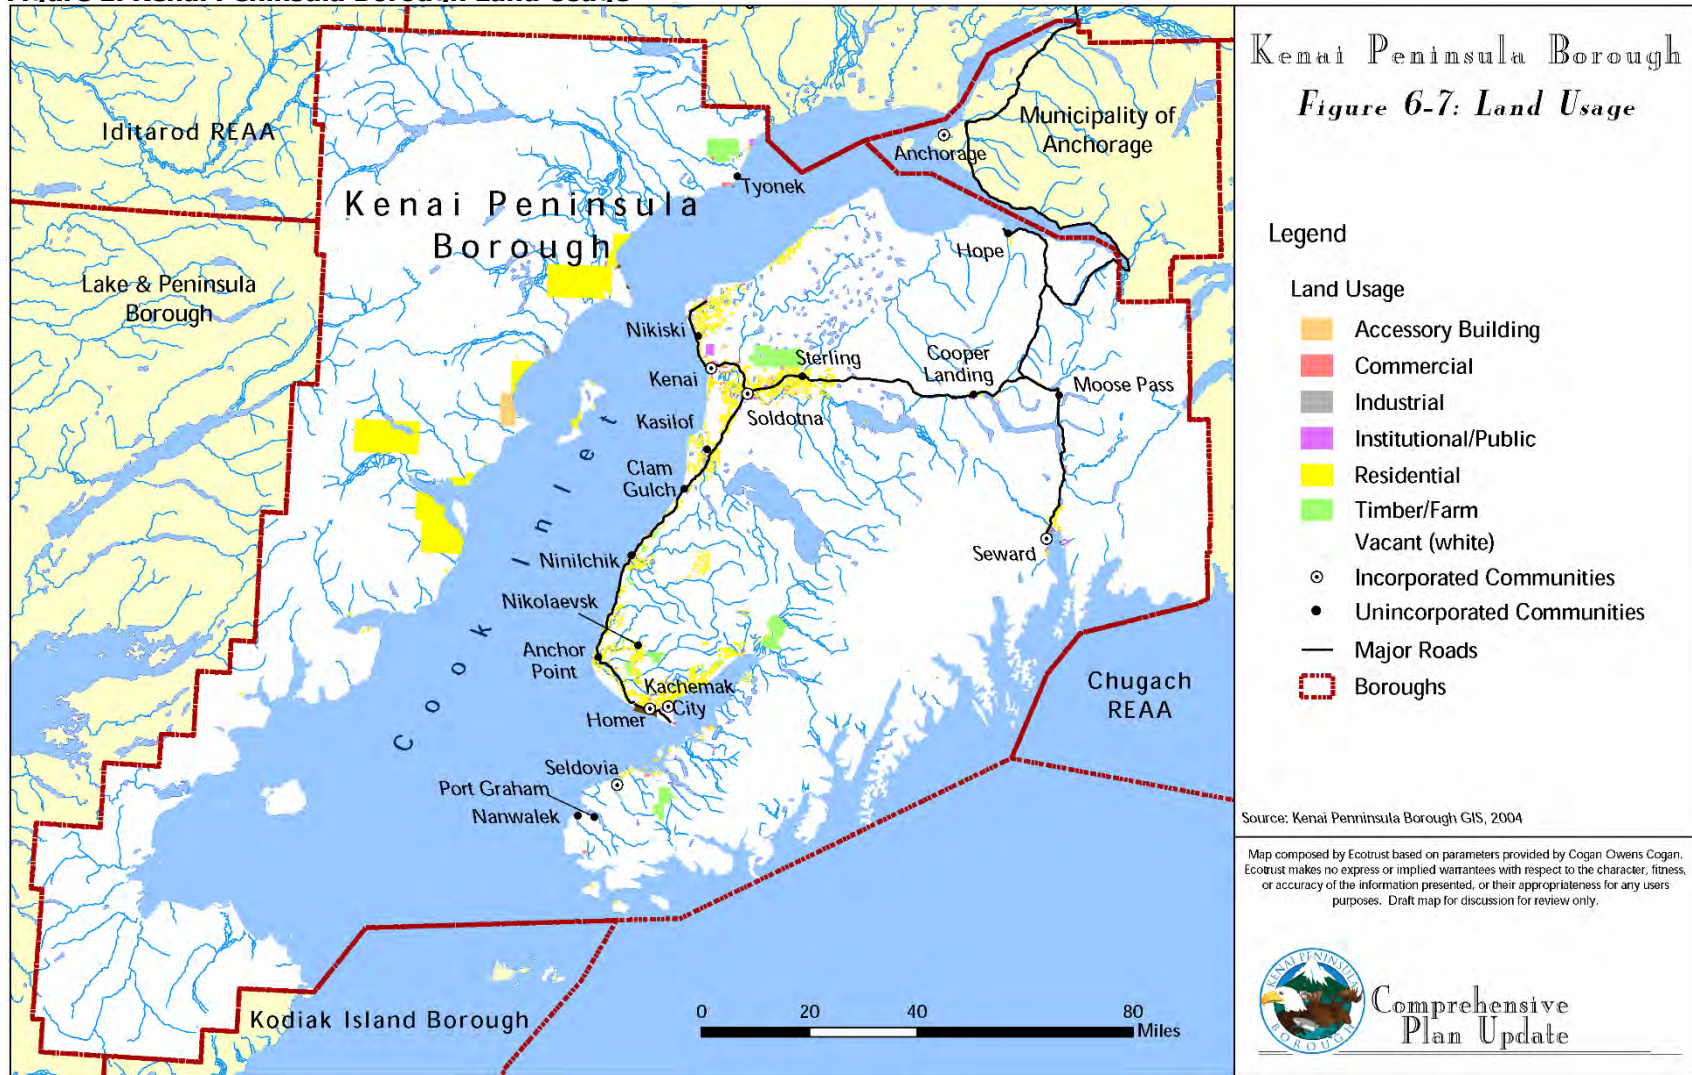 Kenai Peninsula Borough
Figure 6-7: Land Usage
Iditarod REAA
Municipality of
Anchorage
Anchorage
Tyonek
Kenai Peninsula
Borough
Hope
Lake & Peninsula
Borough
Nikiski
Sterling
Cooper
Landing
Moose Pass
Kenai
Soldotna
Kasilof
Clam
Gulch
Cook Inlet
Ninilchik
Seward
Nikolaevsk
Anchor
Point
Kachemak
City
Homer
Chugach
REAA
Seldovia
Port Graham
Nanwalek
Kodiak Island Borough
0 20 40 80
Miles
Legend
Land Usage
Accessory Building
Commercial
Industrial
Institutional/Public
Residential
Timber/Farm
Vacant (white)
Incorporated Communities
Unincorporated Communities
Major Roads
Boroughs
Source: Kenai Penninsula Borough GIS, 2004
Map composed by Ecotrust based on parameters provided by Cogan Owens Cogan.
Ecotrust makes no express or implied warrantees with respect to the character, fitness,
or accuracy of the information presented, or their appropriateness for any users
purposes. Draft map for discussion for review only.
KENAI PENINSULA
BOROUGH
Comprehensive
Plan Update